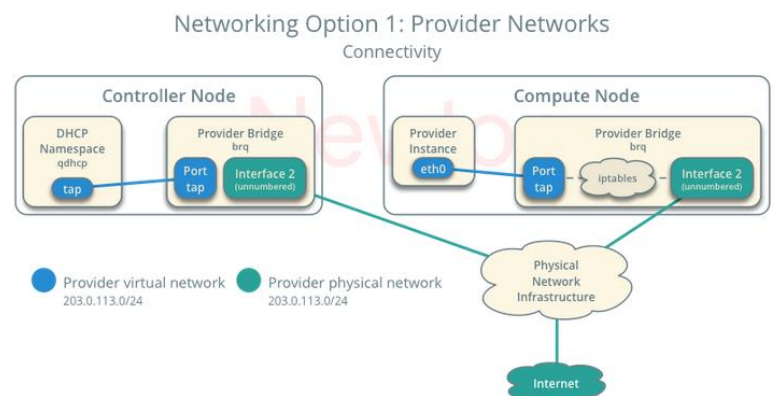 Networking Option 1: Provider Networks
Connectivity
Controller Node
DHCP
Namespace
qdhcp
tap
Provider Bridge
brq
Port
tap
Interface 2
(unnumbered)
Compute Node
Provider
Instance
eth0
Provider Bridge
brq
Port
tap
iptables
Interface 2
(unnumbered)
Physical
Network
Infrastructure
Internet
Provider virtual network
203.0.113.0/24
Provider physical network
203.0.113.0/24